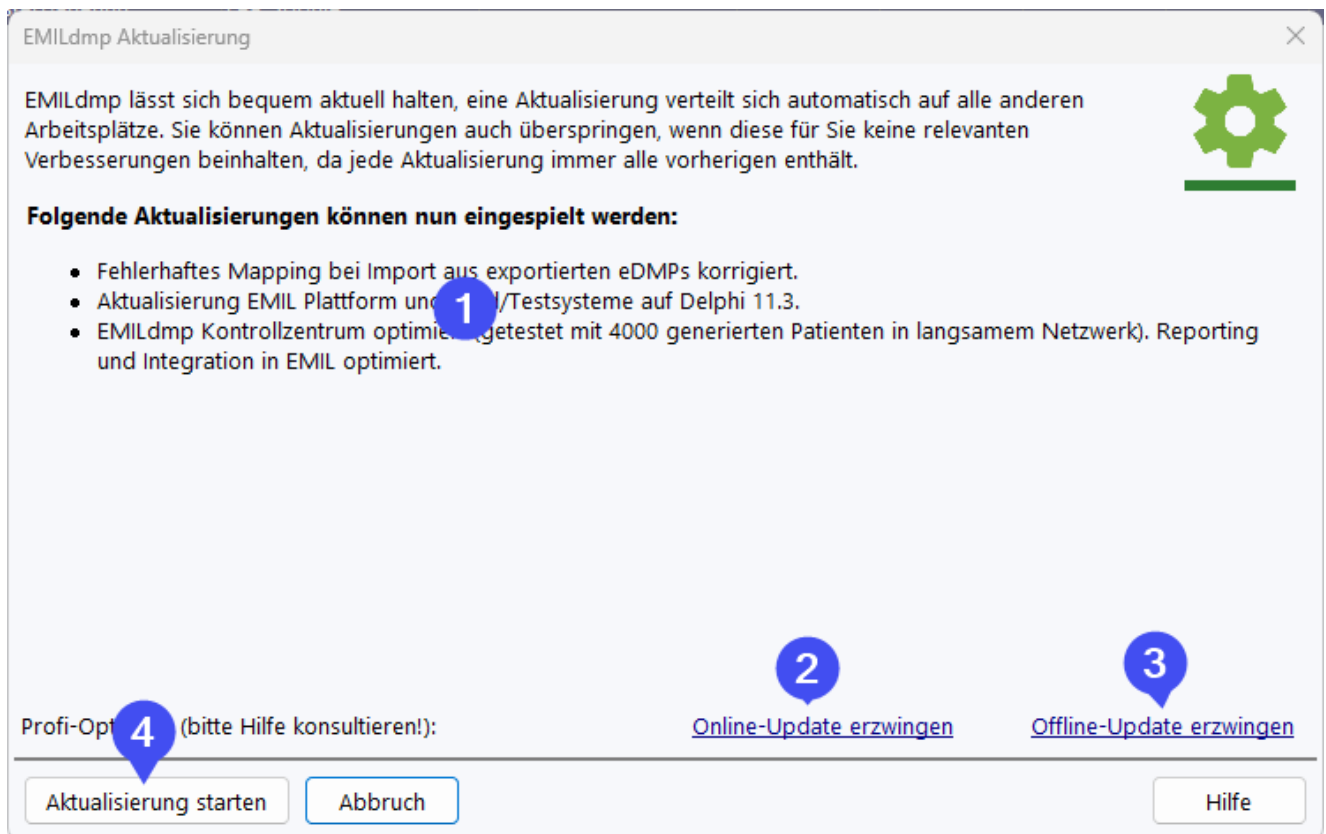 EMILdmp Aktualisierung
EMILdmp lässt sich bequem aktuell halten, eine Aktualisierung verteilt sich automatisch auf alle anderen
Arbeitsplätze. Sie können Aktualisierungen auch überspringen, wenn diese für Sie keine relevanten
Verbesserungen beinhalten, da jede Aktualisierung immer alle vorherigen enthält.
Folgende Aktualisierungen können nun eingespielt werden:
• Fehlerhaftes Mapping bei Import aus exportierten eDMPs korrigiert.
• Aktualisierung EMIL Plattform /Testsysteme auf Delphi 11.3.
1
• EMILdmp Kontrollzentrum (getestet mit 4000 generierten Patienten in langsamem Netzwerk). Reporting
und Integration in EMIL optimiert.
2
3
4
(bitte Hilfe konsultieren!): Online-Update erzwingen Offline-Update erzwingen
Aktualisierung starten Abbruch Hilfe